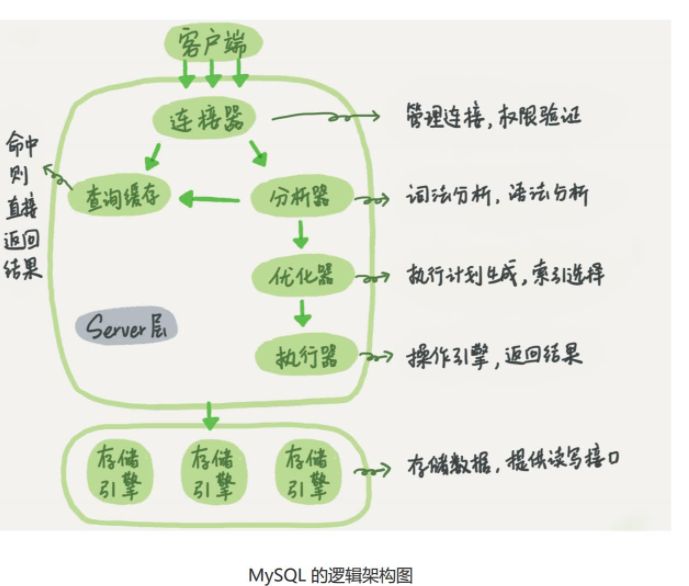 客户端
连接器
管理连接,权限验证
命中
则
直接
返回
结果
查询缓存
分析器
词法分析,语法分析
优化器
执行计划生成,索引选择
Server层
执行器
操作引擎,返回结果
存储
引擎
存储
引擎
存储
引擎
存储数据,提供读写接口
MySQL 的逻辑架构图